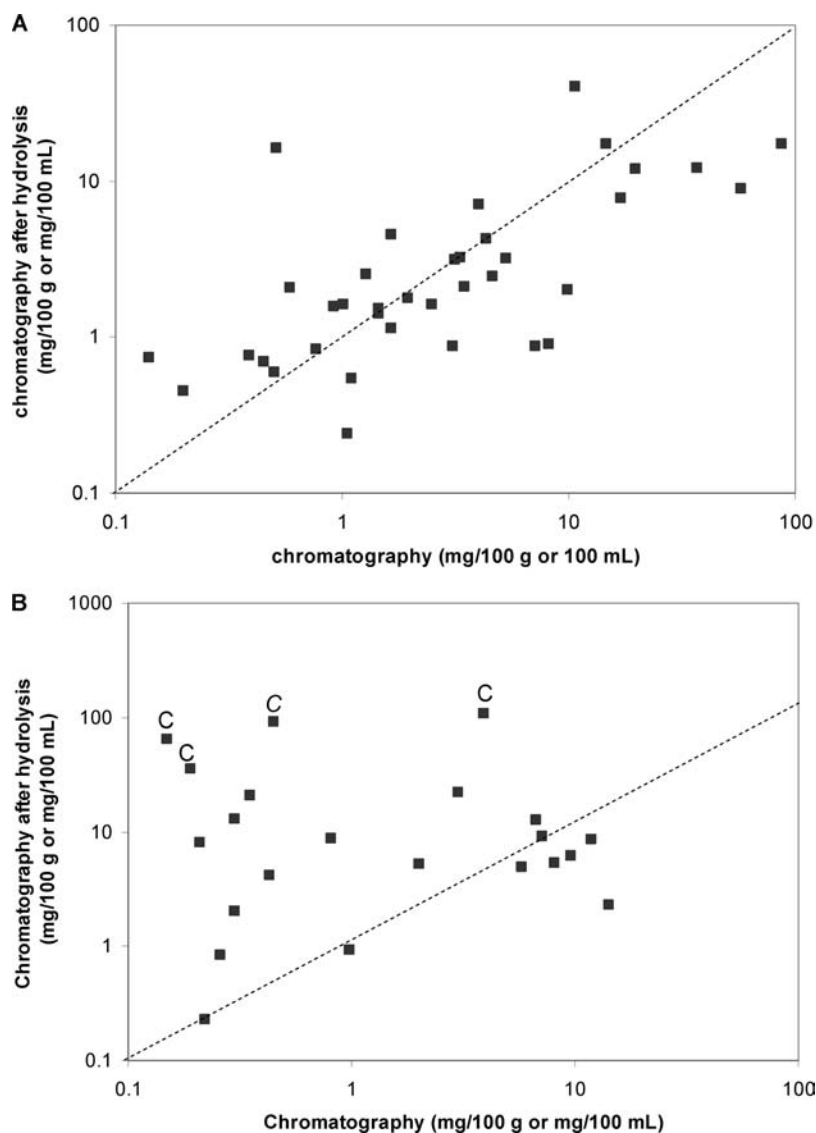 A
100
10
1
0.1
chromatography after hydrolysis
(mg/100 g or mg/100 mL)
0.1 1 10 100
chromatography (mg/100 g or 100 mL)
B
1000
100
10
1
0.1
Chromatography after hydrolysis
(mg/100 g or mg/100 mL)
C
C
C
C
0.1 1 10 100
Chromatography (mg/100 g or mg/100 mL)